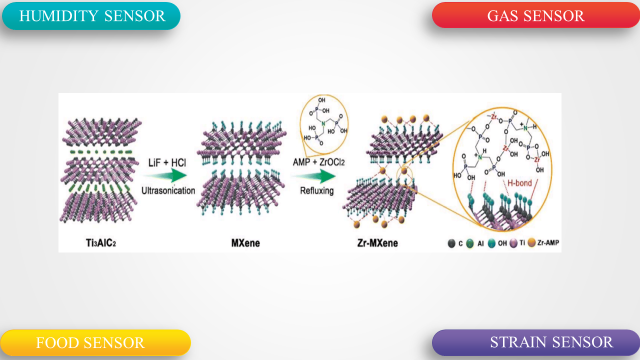 HUMIDITY SENSOR
GAS SENSOR
LiF + HCl
Ultrasonication
AMP + ZrOCl₂
Refluxing
H-bond
Ti₃AlC₂
MXene
Zr-MXene
C Al OH Ti Zr-AMP
FOOD SENSOR
STRAIN SENSOR